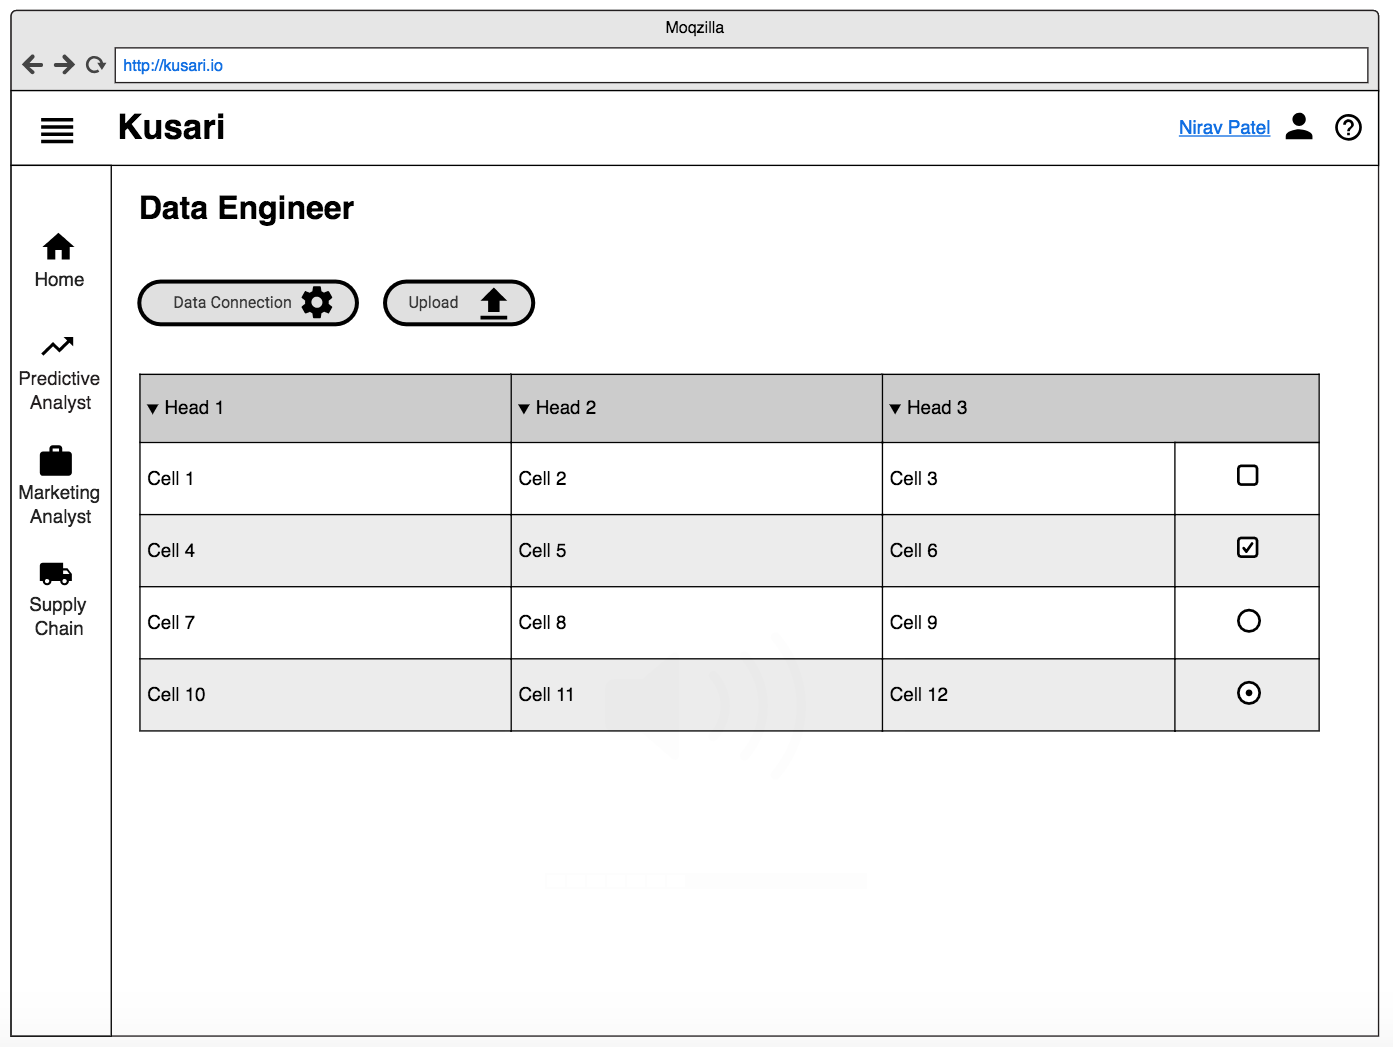 Moqzilla
http://kusari.io
Kusari
Nirav Patel
Data Engineer
Home
Predictive
Analyst
Marketing
Analyst
Supply
Chain
Data Connection
Upload
Head 1 Head 2 Head 3
Cell 1 Cell 2 Cell 3
Cell 4 Cell 5 Cell 6
Cell 7 Cell 8 Cell 9
Cell 10 Cell 11 Cell 12